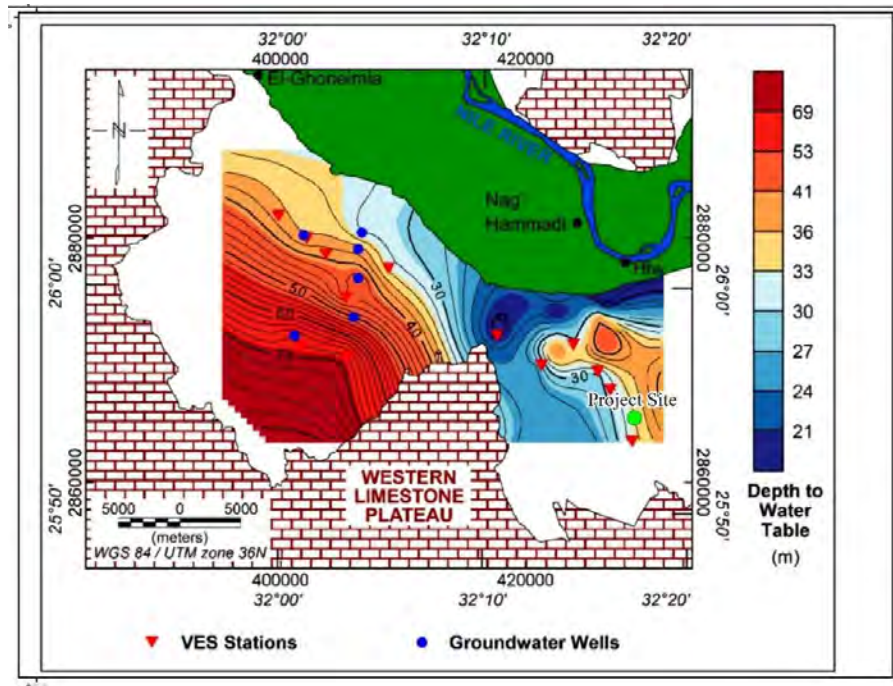 32°00' 32°10' 32°20'
400000 420000
El-Ghoneimia
N
NILE RIVER
Nag'
Hammadi
Hiw
2880000
26°00'
2880000
26°00'
69
53
41
36
33
30
27
24
21
Depth to
Water
Table
(m)
30
50
60
40
30
Project Site
WESTERN
LIMESTONE
PLATEAU
2860000
25°50'
2860000
25°50'
5000 0 5000
(meters)
WGS 84 / UTM zone 36N
400000 420000
32°00' 32°10' 32°20'
VES Stations
Groundwater Wells